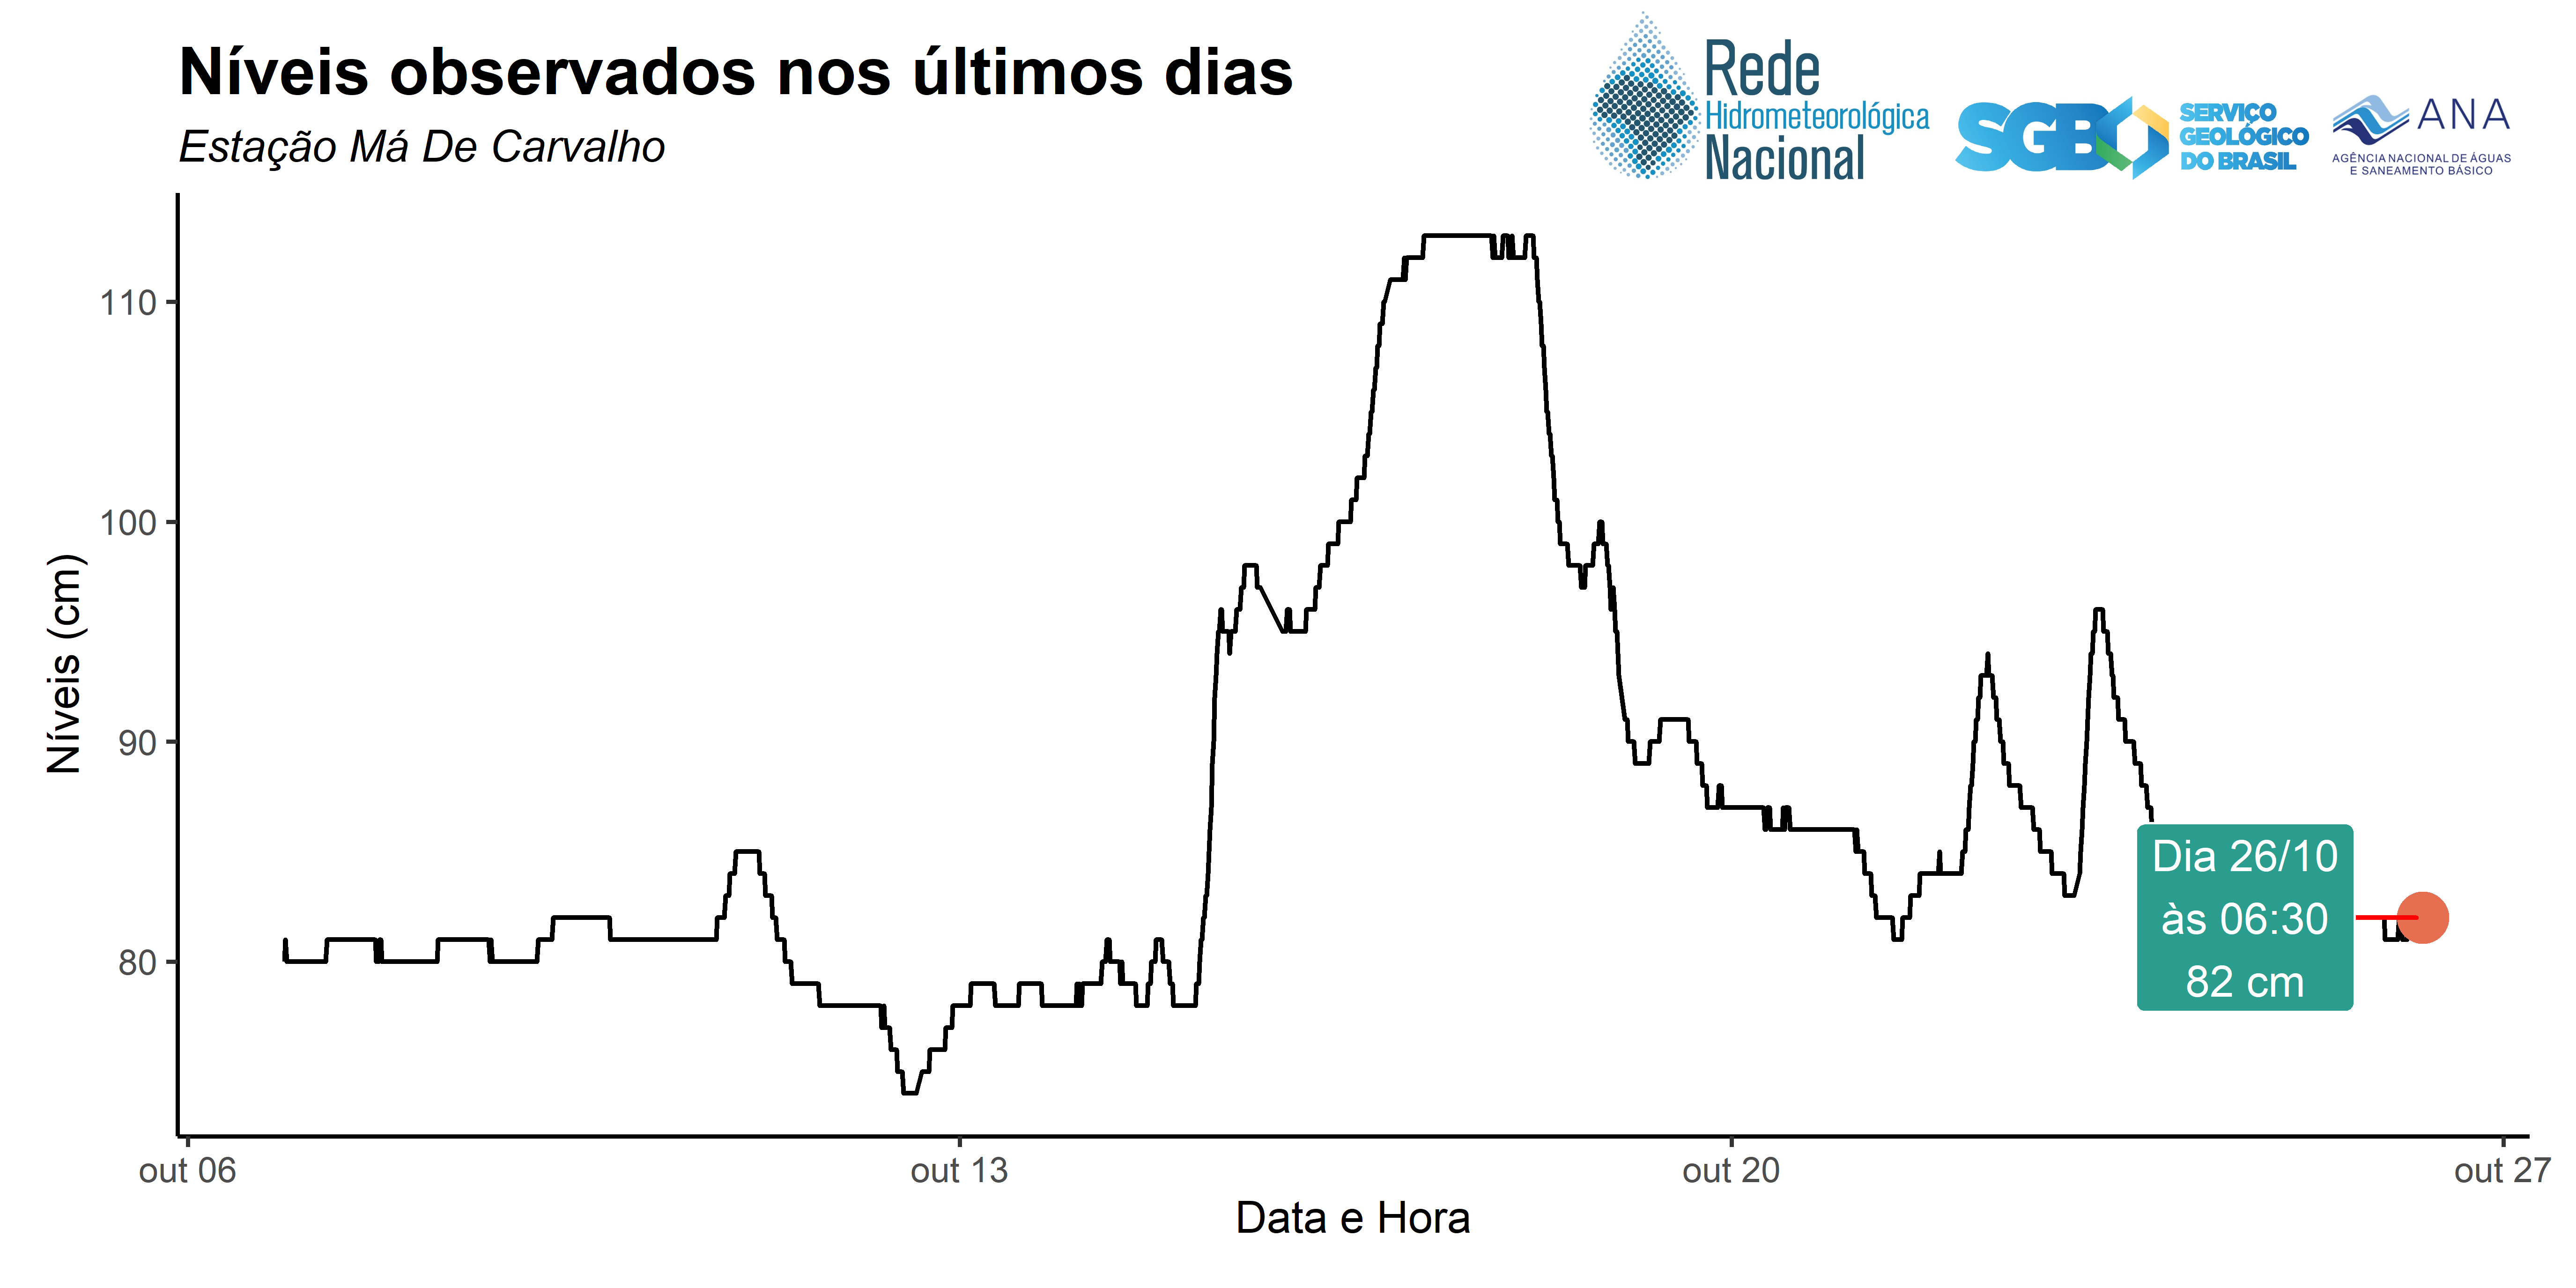 Níveis observados nos últimos dias
Estação Má De Carvalho
Rede
Hidrometeorológica
Nacional
SGB
SERVIÇO
GEOLÓGICO
DO BRASIL
ANA
AGÊNCIA NACIONAL DE ÁGUAS
E SANEAMENTO BÁSICO
Níveis (cm)
110
100
90
80
Dia 26/10
às 06:30
82 cm
out 06
out 13
out 20
out 27
Data e Hora